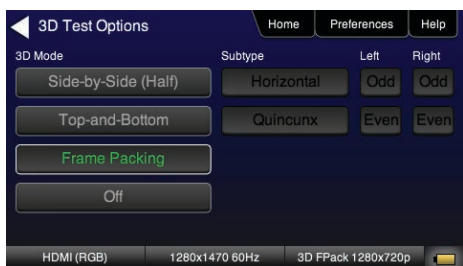 3D Test Options Home Preferences Help
3D Mode Subtype Left Right
Side-by-Side (Half) Horizontal Odd Odd
Top-and-Bottom Quincunx Even Even
Frame Packing
Off
HDMI (RGB) 1280x1470 60Hz 3D FPack 1280x720p